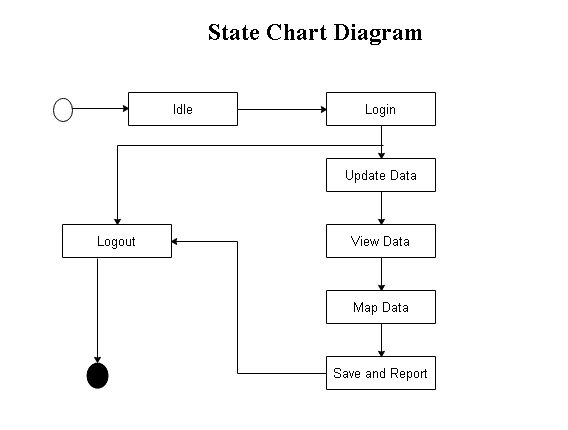 State Chart Diagram
Idle
Login
Update Data
Logout
View Data
Map Data
Save and Report